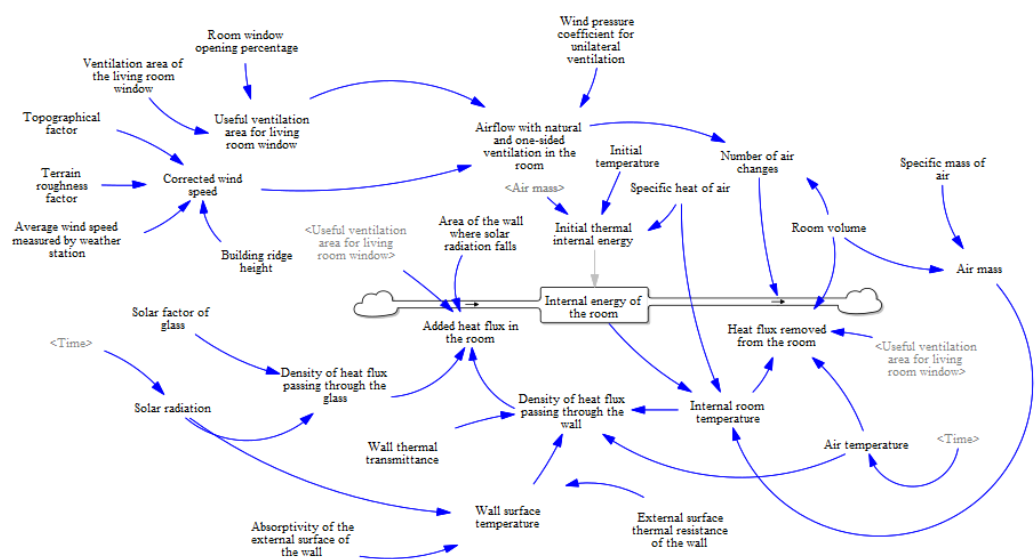 Room window
opening percentage
Wind pressure
coefficient for
unilateral
ventilation
Ventilation area of
the living room
window
Topographical
factor
Useful ventilation
area for living
room window
Airflow with natural
and one-sided
ventilation in the
room
Initial
temperature
Number of air
changes
Specific mass of
air
Terrain
roughness
factor
Corrected wind
speed
<Air mass>
Specific heat of air
Average wind speed
measured by weather
station
Building ridge
height
<Useful ventilation
area for living
room window>
Area of the wall
where solar
radiation falls
Initial thermal
internal energy
Room volume
Air mass
Internal energy of
the room
Solar factor of
glass
Added heat flux in
the room
Heat flux removed
from the room
<Time>
<Useful ventilation
area for living
room window>
Density of heat flux
passing through the
glass
Solar radiation
Density of heat flux
passing through the
wall
Internal room
temperature
Wall thermal
transmittance
Air temperature
<Time>
Wall surface
temperature
Absorptivity of the
external surface of
the wall
External surface
thermal resistance
of the wall